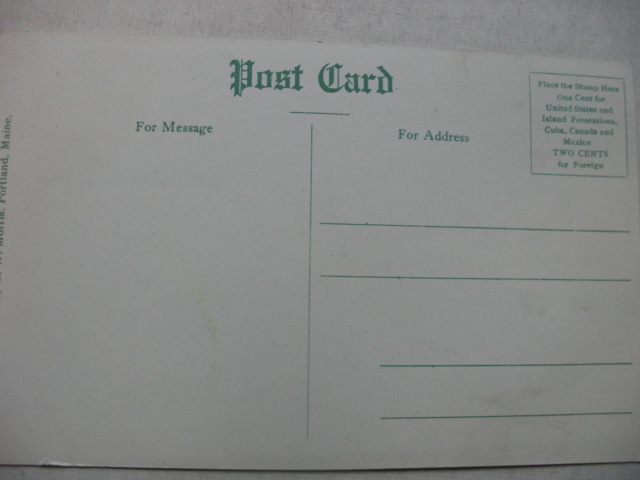 Post Card
For Message
For Address
Place the Stamp Here
One Cent for
United States and
Island Possessions,
Cuba, Canada and
Mexico
TWO CENTS
for Foreign
Morris, Portland, Maine.